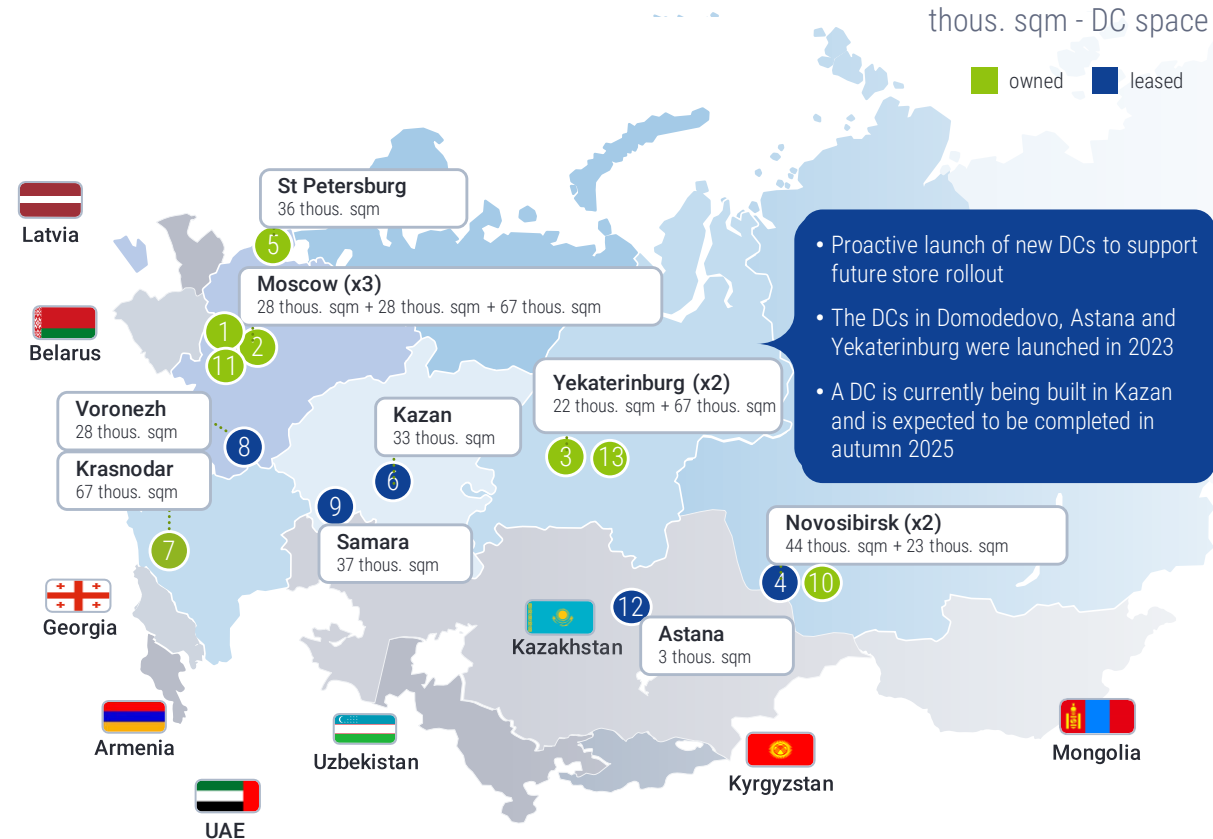 thous. sqm - DC space
owned
leased
Latvia
St Petersburg
36 thous. sqm
5
Moscow (x3)
28 thous. sqm + 28 thous. sqm + 67 thous. sqm
1
2
11
Belarus
• Proactive launch of new DCs to support
future store rollout
• The DCs in Domodedovo, Astana and
Yekaterinburg were launched in 2023
• A DC is currently being built in Kazan
and is expected to be completed in
autumn 2025
Yekaterinburg (x2)
22 thous. sqm + 67 thous. sqm
3
13
Voronezh
28 thous. sqm
8
Kazan
33 thous. sqm
6
Krasnodar
67 thous. sqm
7
9
Samara
37 thous. sqm
Novosibirsk (x2)
44 thous. sqm + 23 thous. sqm
4
10
Georgia
Kazakhstan
12
Astana
3 thous. sqm
Armenia
Uzbekistan
Kyrgyzstan
Mongolia
UAE